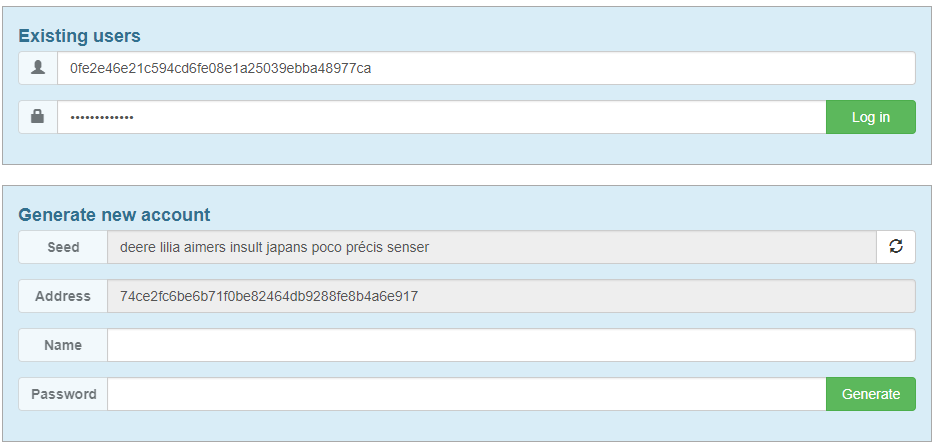 Existing users
0fe2e46e21c594cd6fe08e1a25039ebba48977ca
•••••••••••••
Log in
Generate new account
Seed
deere lilia aimers insult japans poco précis senser
Address
74ce2fc6be6b71f0be82464db9288fe8b4a6e917
Name
Password
Generate